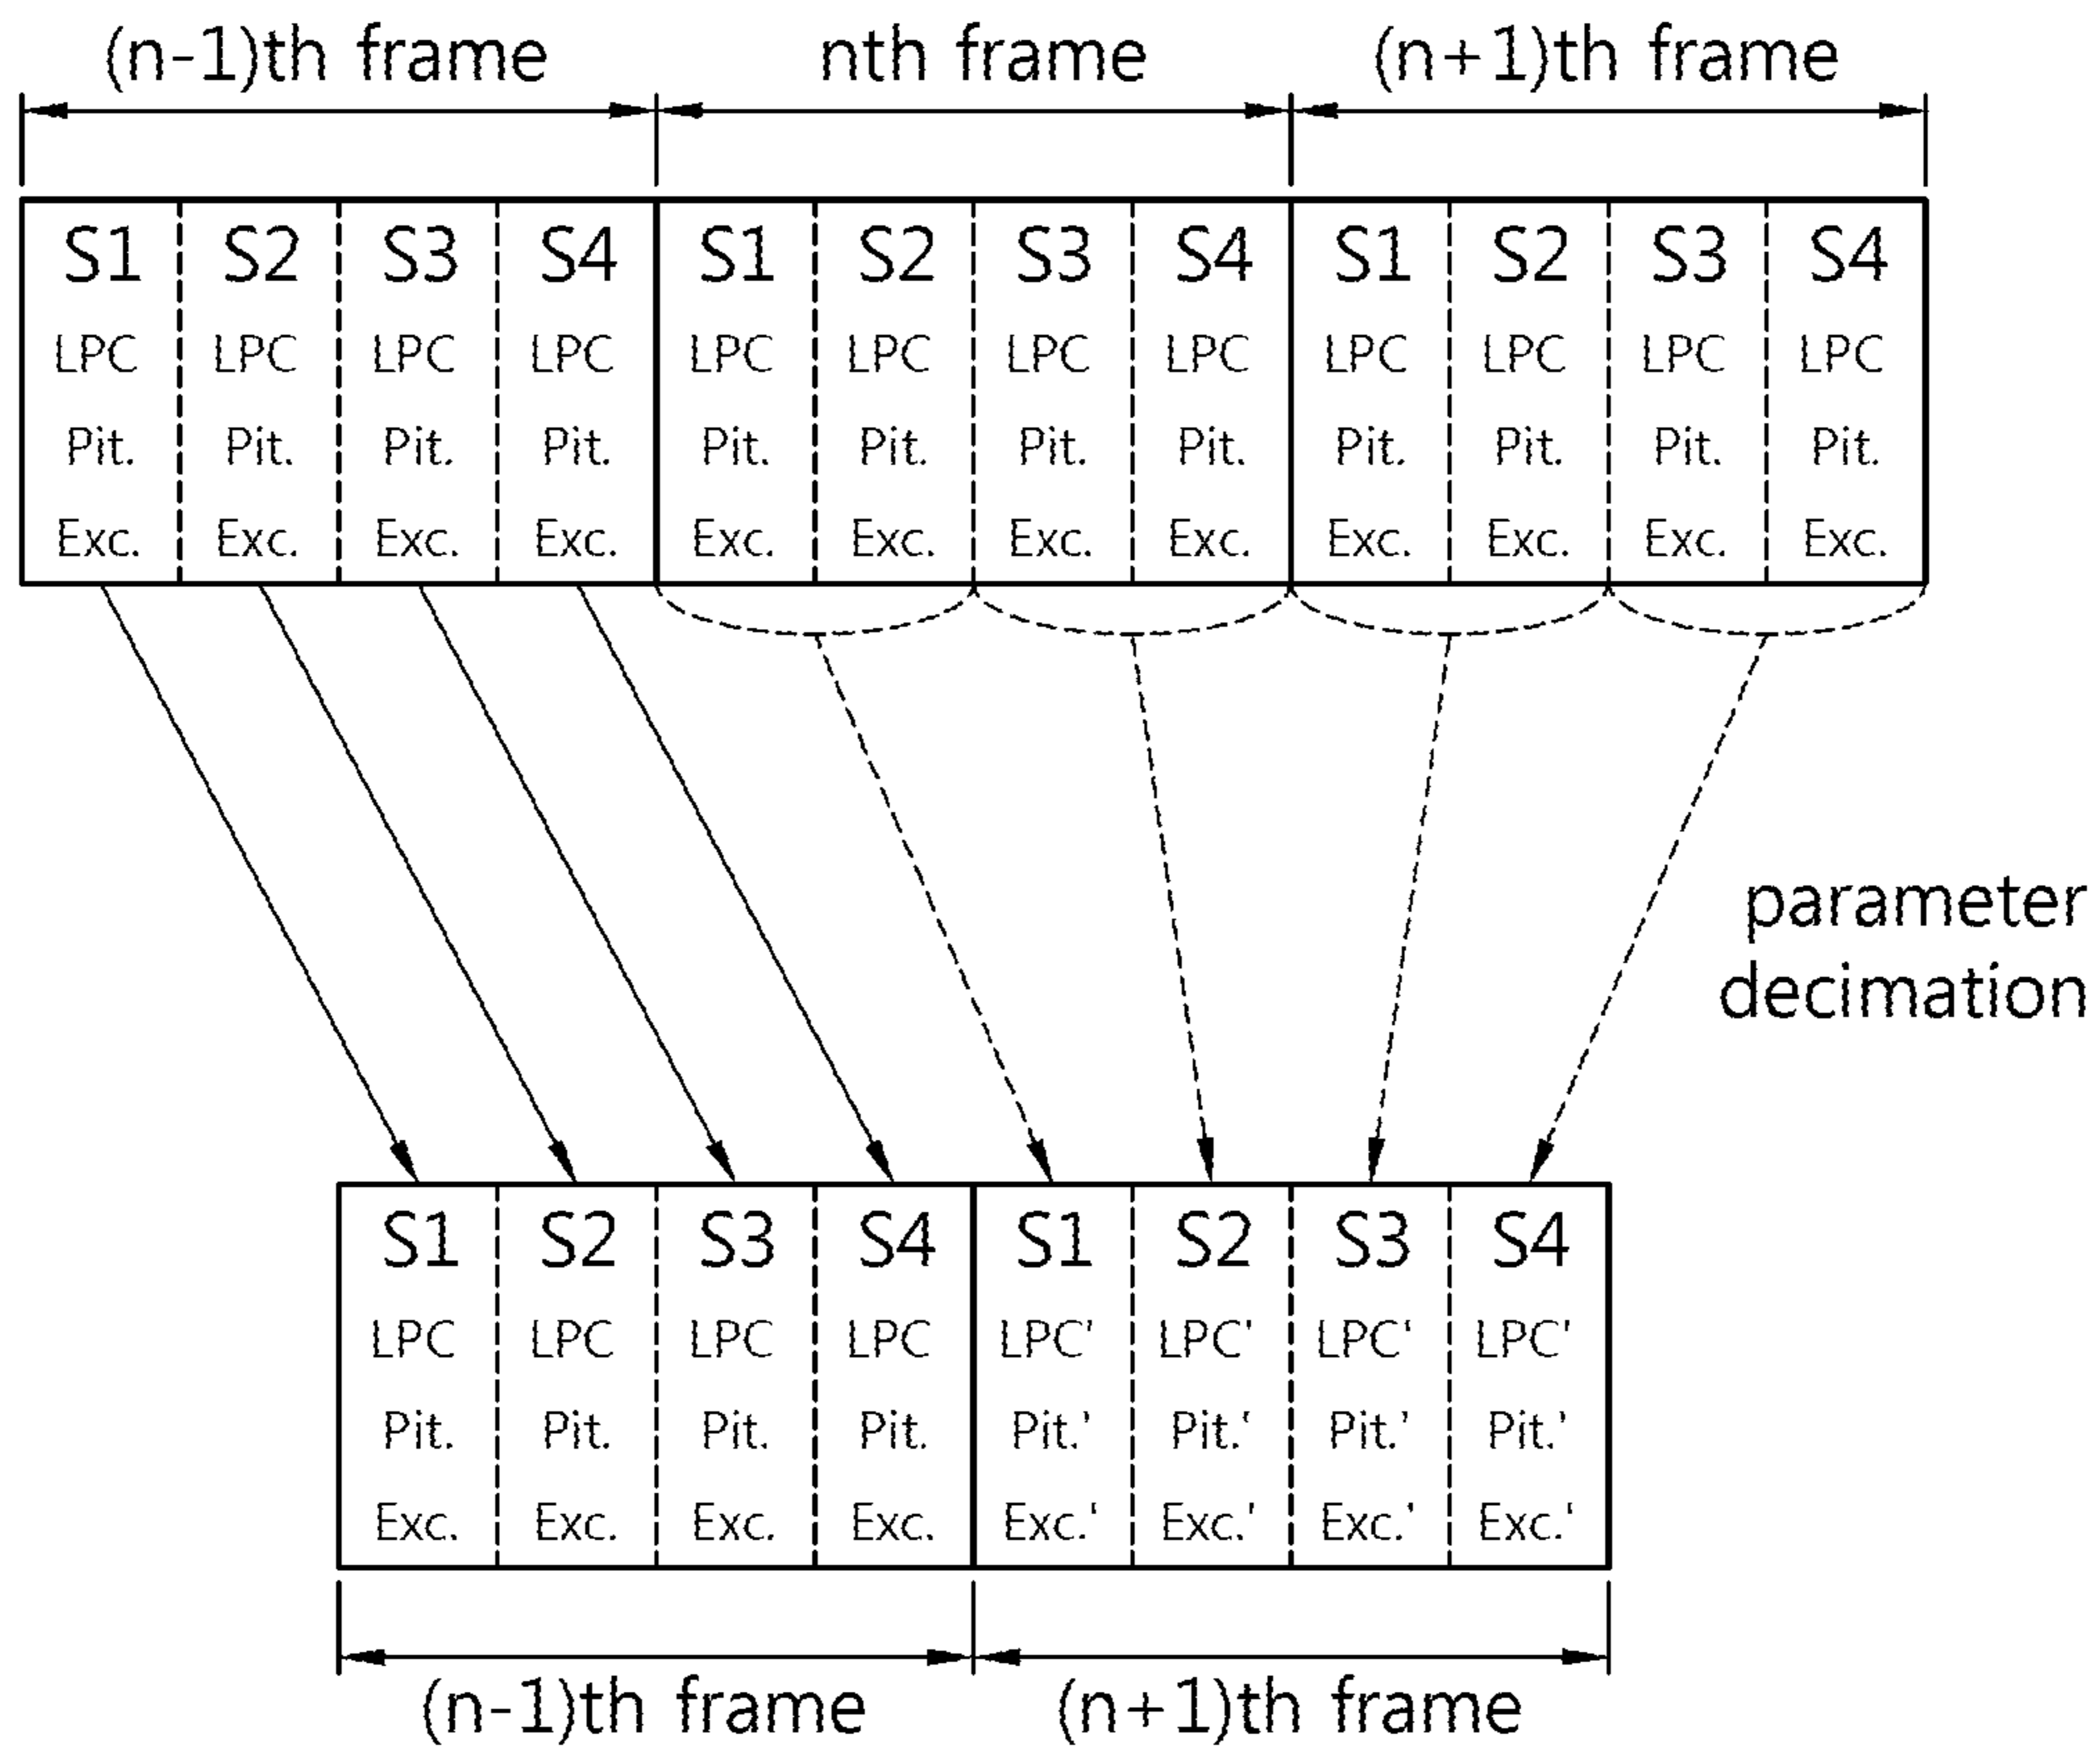 (n-1)th frame nth frame (n+1)th frame
S1 S2 S3 S4 S1 S2 S3 S4 S1 S2 S3 S4
LPC LPC LPC LPC LPC LPC LPC LPC LPC LPC LPC LPC
Pit. Pit. Pit. Pit. Pit. Pit. Pit. Pit. Pit. Pit. Pit. Pit.
Exc. Exc. Exc. Exc. Exc. Exc. Exc. Exc. Exc. Exc. Exc. Exc.
parameter
decimation
S1 S2 S3 S4 S1 S2 S3 S4
LPC LPC LPC LPC LPC' LPC' LPC' LPC'
Pit. Pit. Pit. Pit. Pit.' Pit.' Pit.' Pit.'
Exc. Exc. Exc. Exc. Exc.' Exc.' Exc.' Exc.'
(n-1)th frame (n+1)th frame